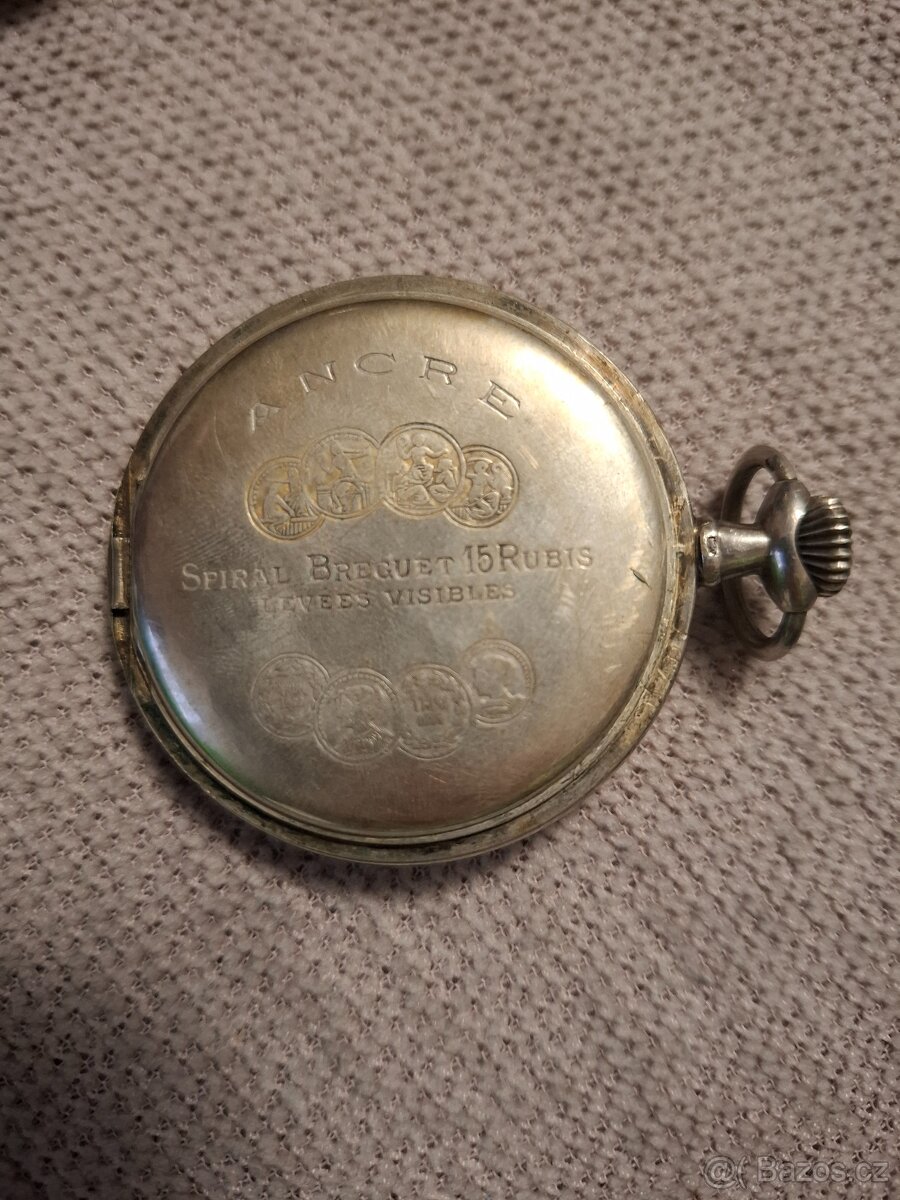 ANCRE
SPIRAL BREGUET 15 RUBIS
LEVÉES VISIBLES
@( Bazos.cz